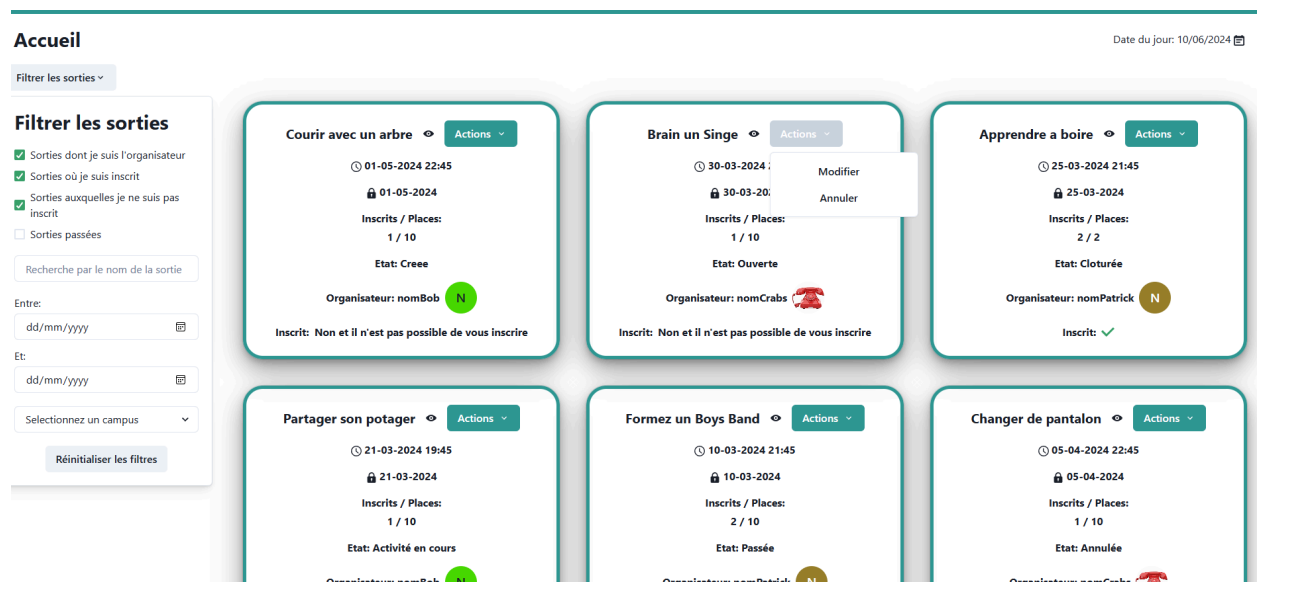 Accueil
Date du jour: 10/06/2024
Filtrer les sorties
Filtrer les sorties
Sorties dont je suis l'organisateur
Sorties où je suis inscrit
Sorties auxquelles je ne suis pas
inscrit
Sorties passées
Recherche par le nom de la sortie
Entre:
dd/mm/yyyy
Et:
dd/mm/yyyy
Selectionnez un campus
Réinitialiser les filtres
Courir avec un arbre Actions
01-05-2024 22:45
01-05-2024
Inscrits / Places:
1 / 10
Etat: Creee
Organisateur: nomBob N
Inscrit: Non et il n'est pas possible de vous inscrire
Brain un Singe Actions
Modifier
Annuler
30-03-2024
30-03-20
Inscrits / Places:
1 / 10
Etat: Ouverte
Organisateur: nomCrabs
Inscrit: Non et il n'est pas possible de vous inscrire
Apprendre a boire Actions
25-03-2024 21:45
25-03-2024
Inscrits / Places:
2 / 2
Etat: Cloturée
Organisateur: nomPatrick N
Inscrit:
Partager son potager Actions
21-03-2024 19:45
21-03-2024
Inscrits / Places:
1 / 10
Etat: Activité en cours
Organisateur: nomBob N
Formez un Boys Band Actions
10-03-2024 21:45
10-03-2024
Inscrits / Places:
2 / 10
Etat: Passée
Organisateur: nomPatrick N
Changer de pantalon Actions
05-04-2024 22:45
05-04-2024
Inscrits / Places:
1 / 10
Etat: Annulée
Organisateur: nomCrabs